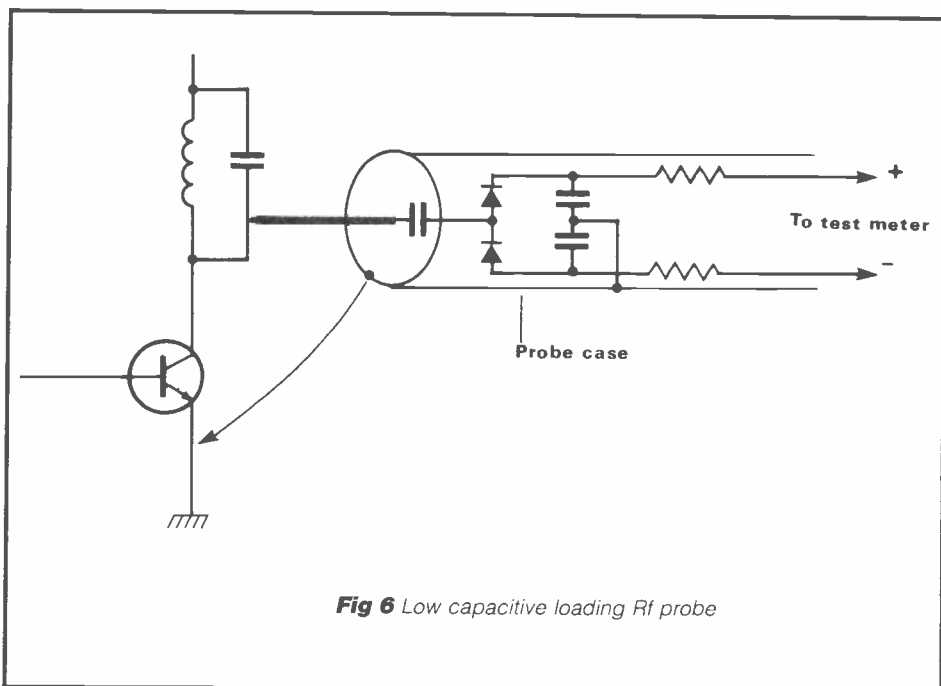 +
To test meter
−
Probe case
Fig 6 Low capacitive loading Rf probe